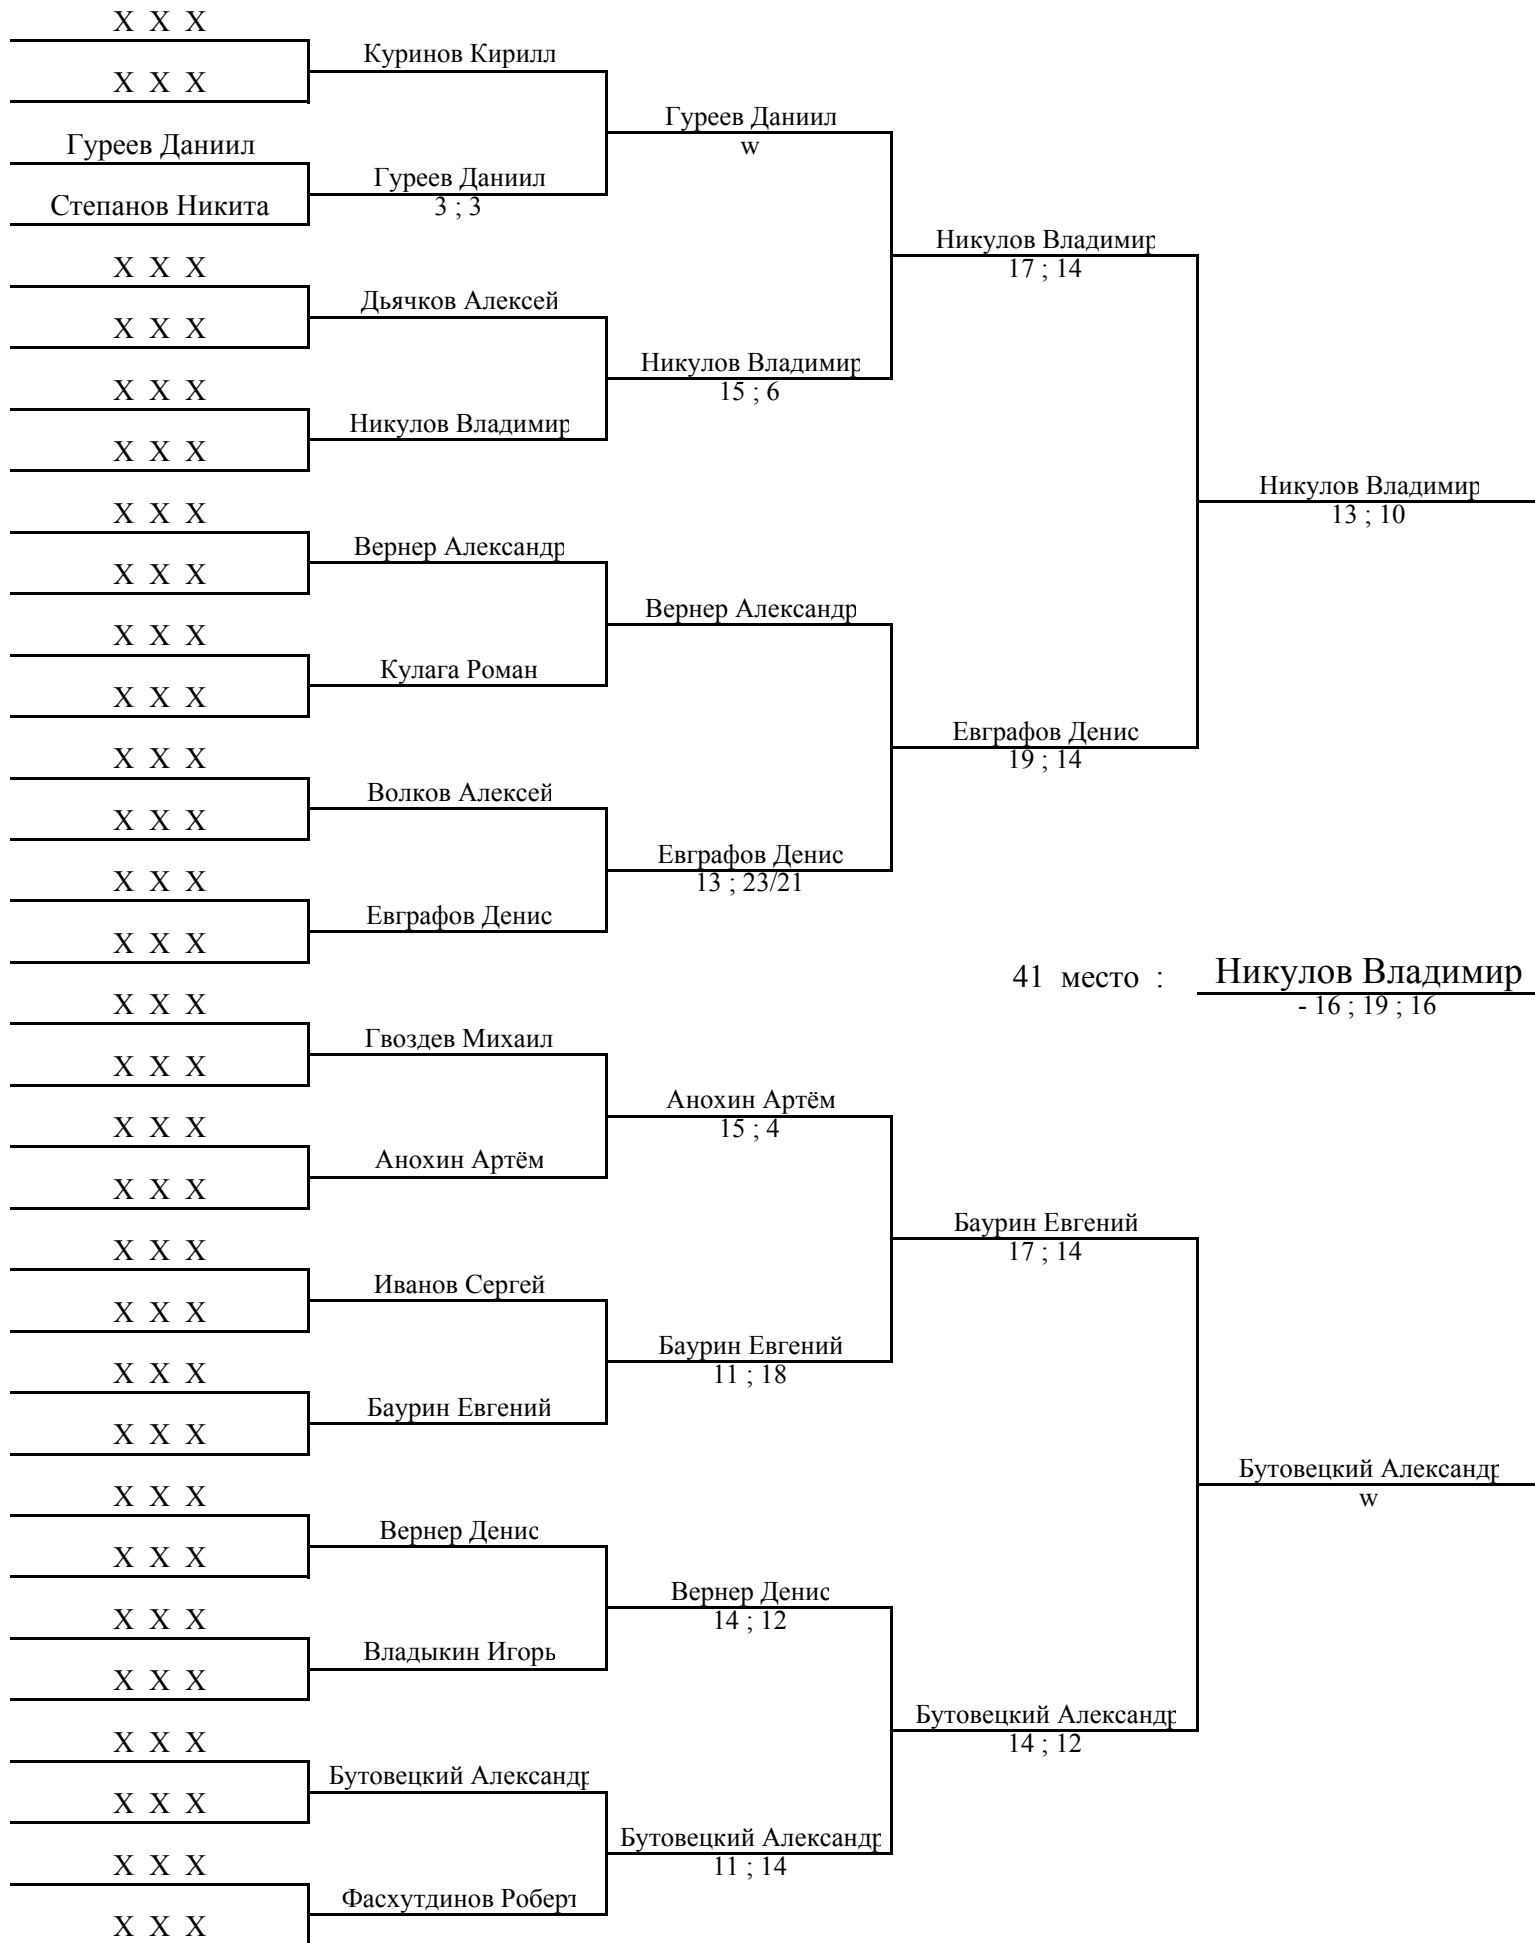 X X X
Куринов Кирилл
X X X
Гуреев Даниил
w
Гуреев Даниил
Гуреев Даниил
3 ; 3
Степанов Никита
Никулов Владимир
17 ; 14
X X X
Дьячков Алексей
X X X
Никулов Владимир
15 ; 6
X X X
Никулов Владимир
X X X
Никулов Владимир
13 ; 10
X X X
Вернер Александр
X X X
Вернер Александр
X X X
Кулага Роман
X X X
Евграфов Денис
19 ; 14
X X X
Волков Алексей
X X X
Евграфов Денис
13 ; 23/21
X X X
Евграфов Денис
X X X
41 место : Никулов Владимир
- 16 ; 19 ; 16
X X X
Гвоздев Михаил
X X X
Анохин Артём
15 ; 4
X X X
Анохин Артём
X X X
Баурин Евгений
17 ; 14
X X X
Иванов Сергей
X X X
Баурин Евгений
11 ; 18
X X X
Баурин Евгений
X X X
Бутовецкий Александр
w
X X X
Вернер Денис
X X X
Вернер Денис
14 ; 12
X X X
Владыкин Игорь
X X X
Бутовецкий Александр
14 ; 12
X X X
Бутовецкий Александр
X X X
Бутовецкий Александр
11 ; 14
X X X
Фасхутдинов Роберт
X X X